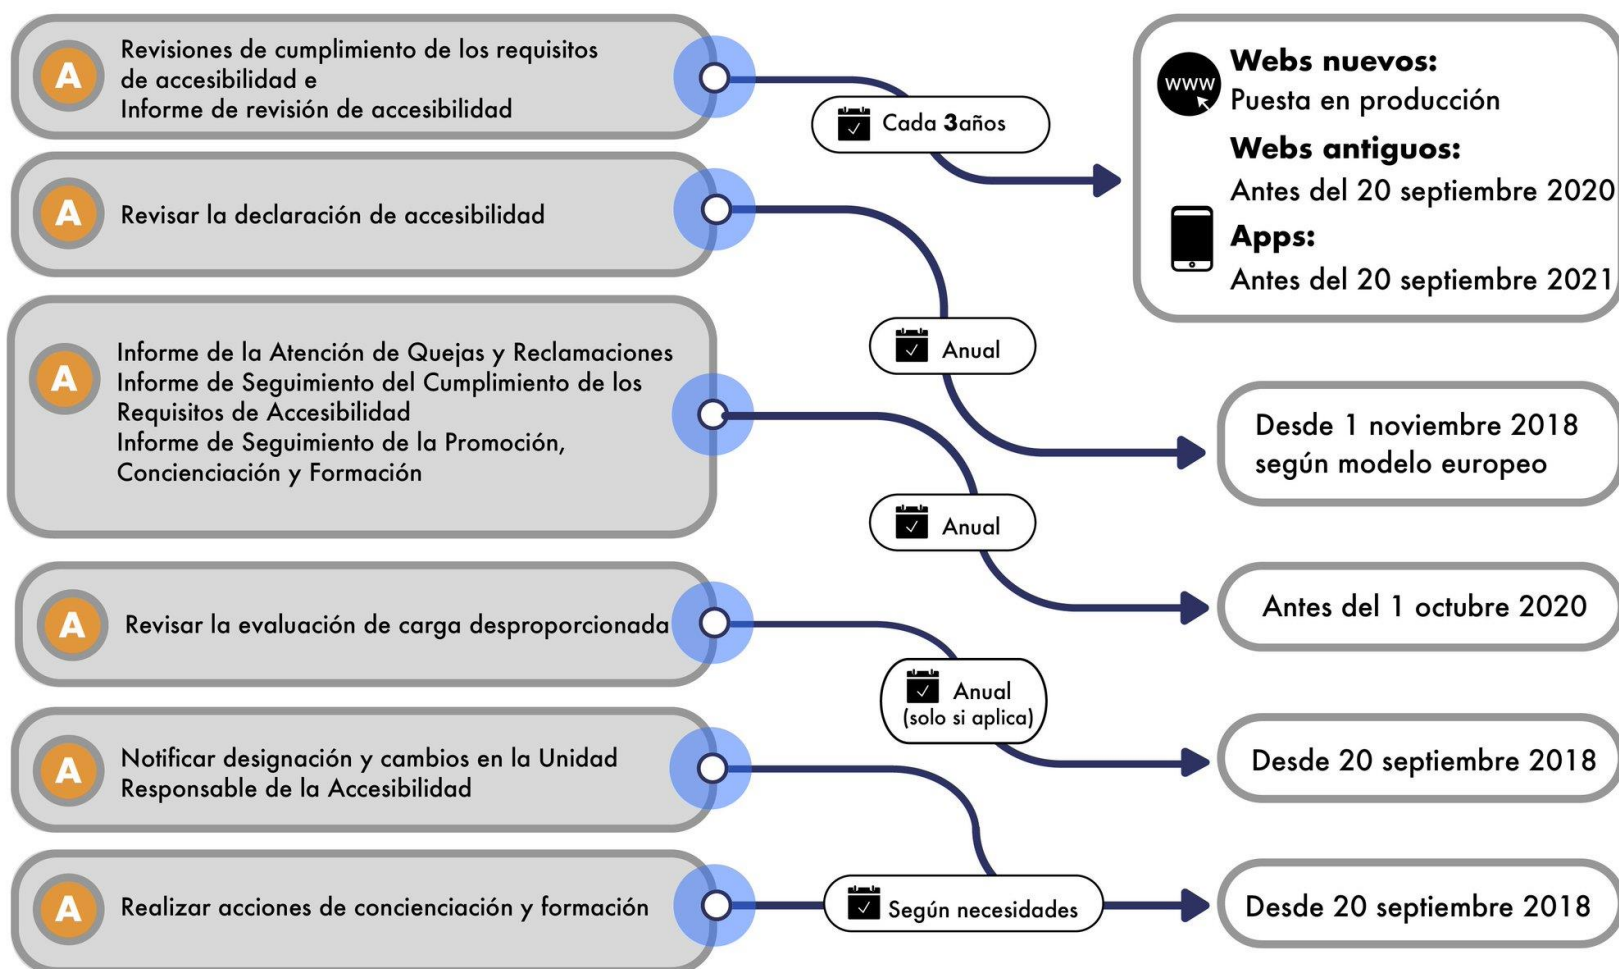 A
Revisiones de cumplimiento de los requisitos
de accesibilidad e
Informe de revisión de accesibilidad
Cada 3años
www
Webs nuevos:
Puesta en producción
Webs antiguos:
Antes del 20 septiembre 2020
Apps:
Antes del 20 septiembre 2021
A
Revisar la declaración de accesibilidad
Anual
Desde 1 noviembre 2018
según modelo europeo
A
Informe de la Atención de Quejas y Reclamaciones
Informe de Seguimiento del Cumplimiento de los
Requisitos de Accesibilidad
Informe de Seguimiento de la Promoción,
Concienciación y Formación
Anual
Antes del 1 octubre 2020
A
Revisar la evaluación de carga desproporcionada
Anual
(solo si aplica)
Desde 20 septiembre 2018
A
Notificar designación y cambios en la Unidad
Responsable de la Accesibilidad
A
Realizar acciones de concienciación y formación
Según necesidades
Desde 20 septiembre 2018